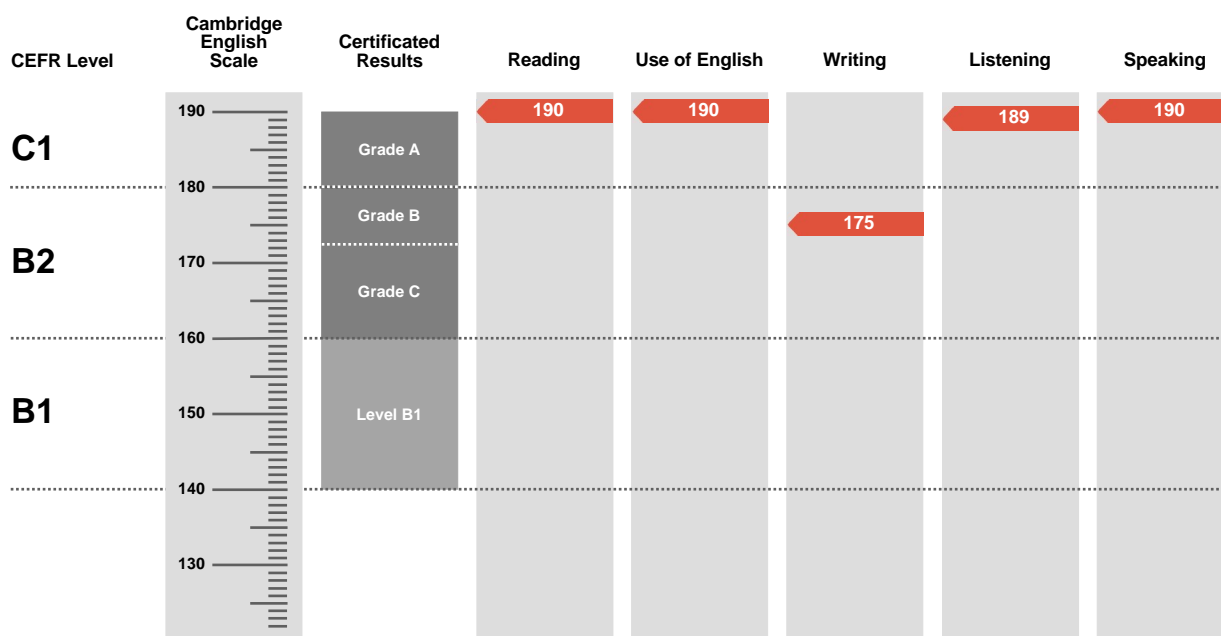 CEFR Level
Cambridge
English
Scale
Certificated
Results
Reading
Use of English
Writing
Listening
Speaking
190
190
190
189
190
C1
Grade A
180
Grade B
175
B2
170
Grade C
160
B1
150
Level B1
140
130